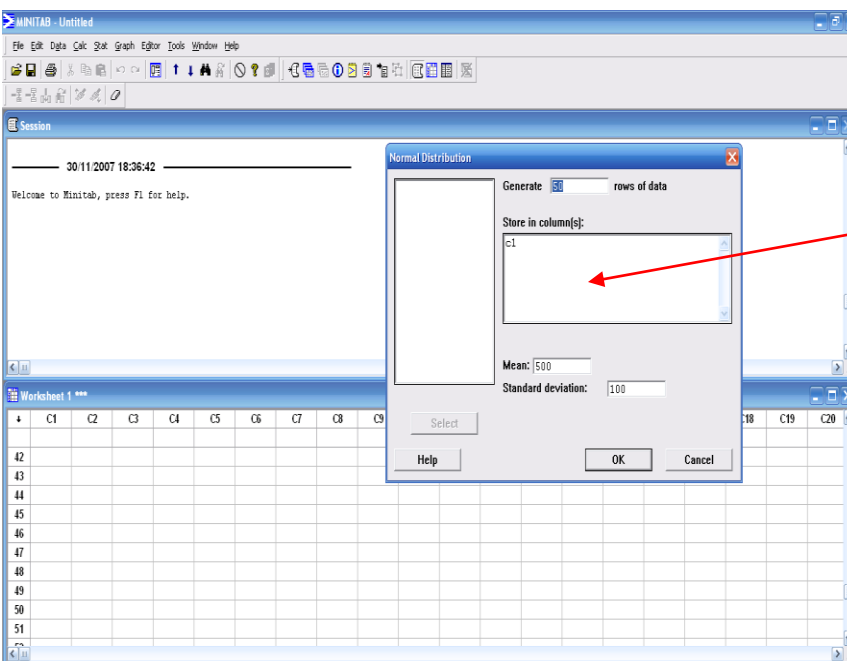 MINITAB - Untitled
File Edit Data Calc Stat Graph Editor Tools Window Help
Session
30/11/2007 18:36:42
Welcome to Minitab, press F1 for help.
Normal Distribution
Generate 50 rows of data
Store in column(s):
c1
Mean: 500
Standard deviation: 100
Select
Help OK Cancel
Worksheet 1 ***
C1 C2 C3 C4 C5 C6 C7 C8 C9 C18 C19 C20
42
43
44
45
46
47
48
49
50
51